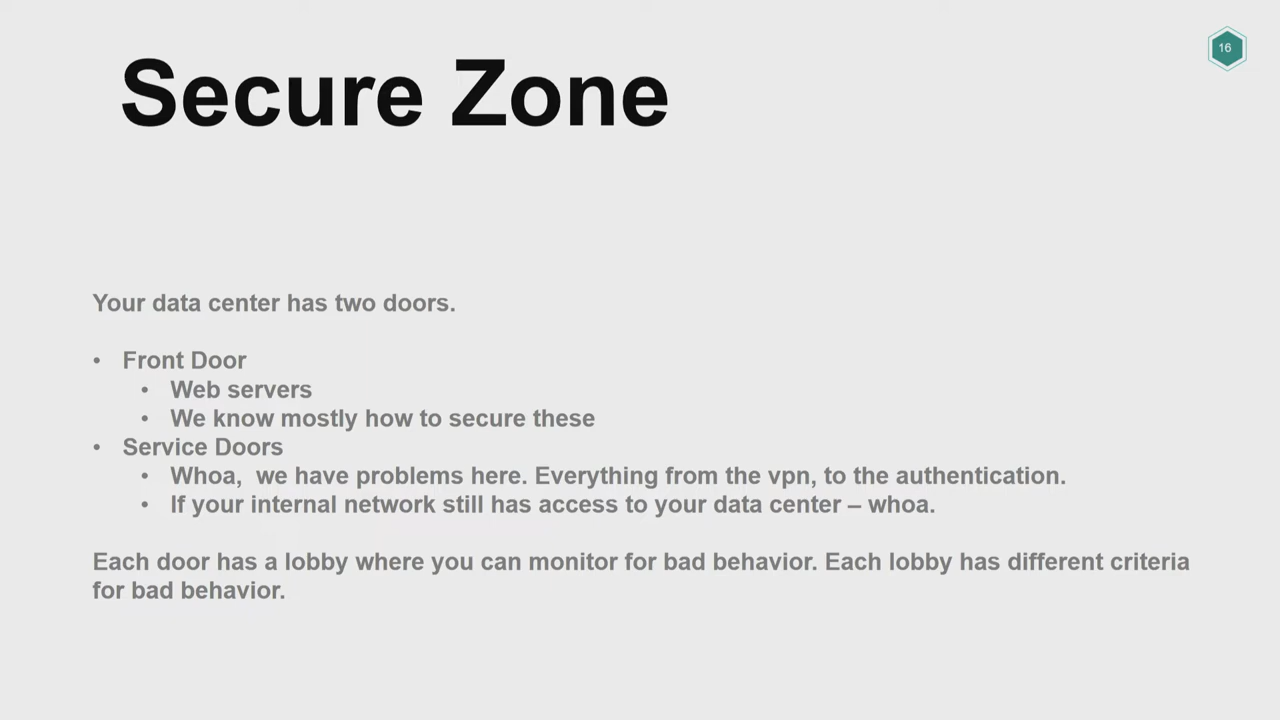 16
Secure Zone
Your data center has two doors.
• Front Door
• Web servers
• We know mostly how to secure these
• Service Doors
• Whoa,  we have problems here. Everything from the vpn, to the authentication.
• If your internal network still has access to your data center – whoa.
Each door has a lobby where you can monitor for bad behavior. Each lobby has different criteria
for bad behavior.